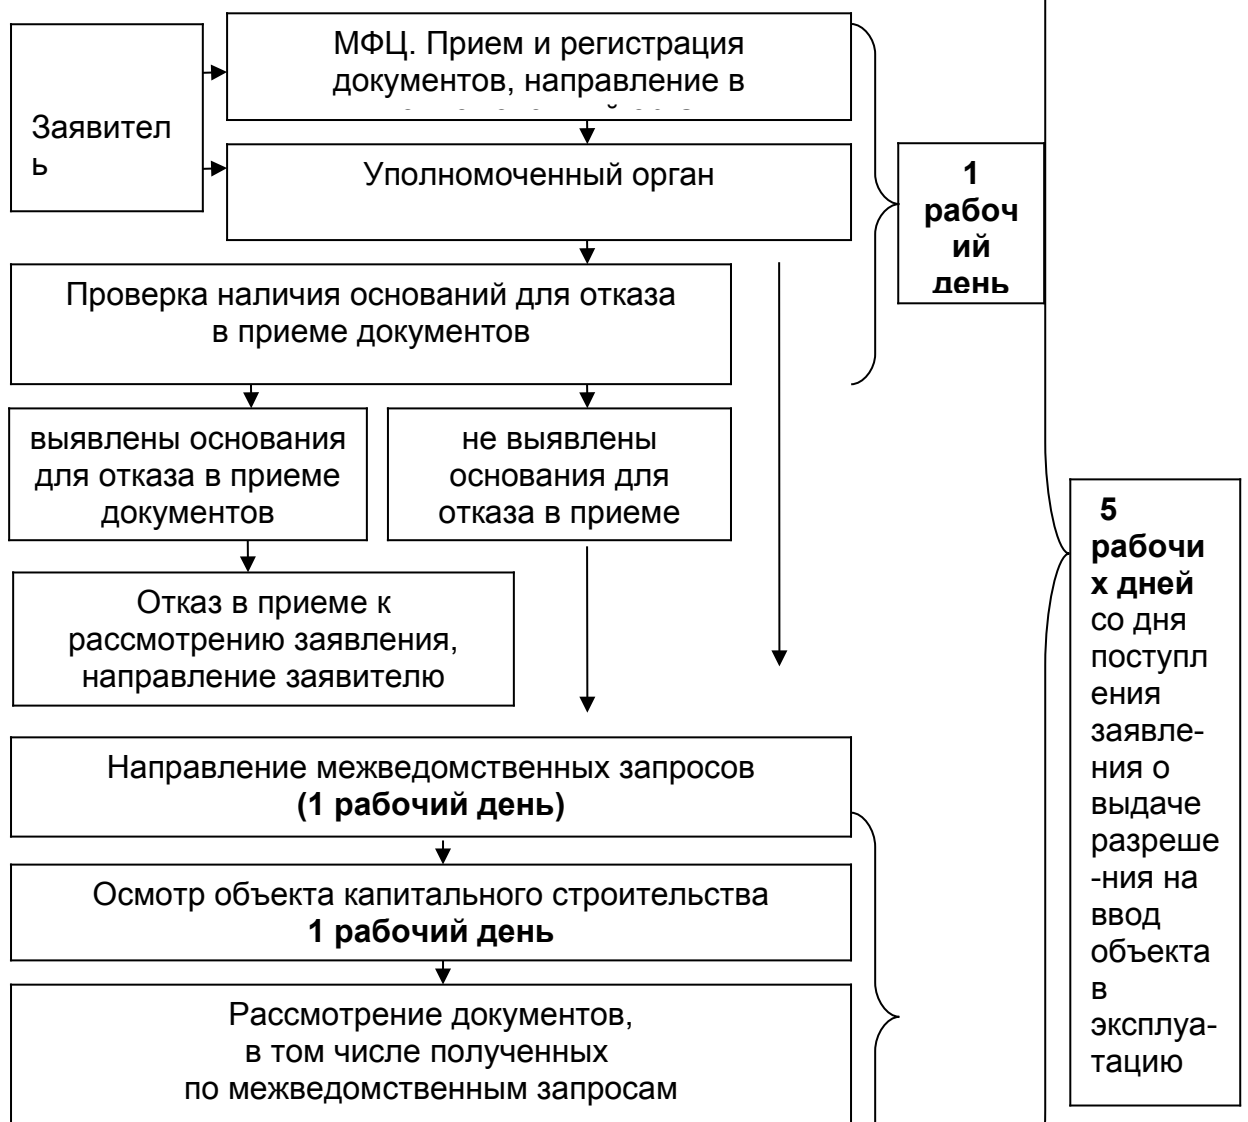 МФЦ. Прием и регистрация
документов, направление в
Заявител
ь
Уполномоченный орган
1
рабоч
ий
день
Проверка наличия оснований для отказа
в приеме документов
выявлены основания
для отказа в приеме
документов
не выявлены
основания для
отказа в приеме
Отказ в приеме к
рассмотрению заявления,
направление заявителю
Направление межведомственных запросов
(1 рабочий день)
Осмотр объекта капитального строительства
1 рабочий день
Рассмотрение документов,
в том числе полученных
по межведомственным запросам
5
рабочи
х дней
со дня
поступл
ения
заявле-
ния о
выдаче
разреше
-ния на
ввод
объекта
в
эксплуа-
тацию